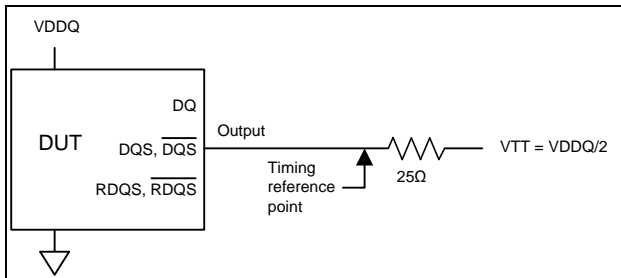 VDDQ
DQ
DUT
DQS, DQS
Output
RDQS, RDQS
Timing
reference
point
25Ω
VTT = VDDQ/2